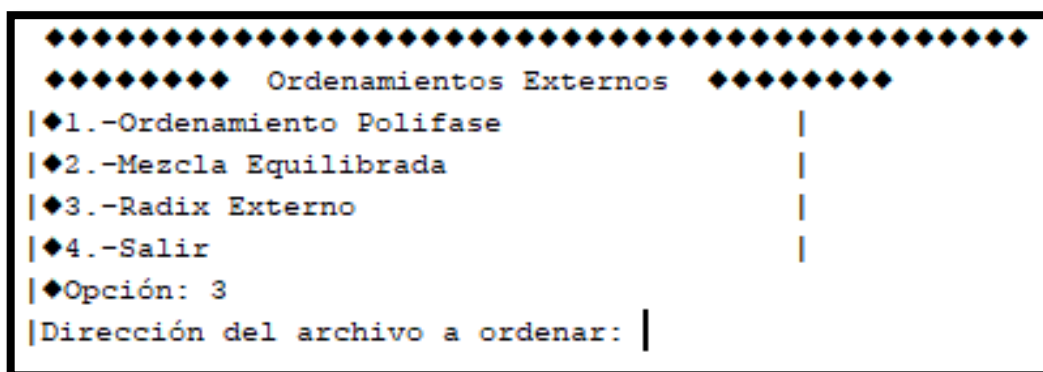 ◆◆◆◆◆◆◆◆◆◆◆◆◆◆◆◆◆◆◆◆◆◆◆◆◆◆◆◆◆◆◆◆◆◆◆◆◆◆◆◆◆◆
◆◆◆◆◆◆◆◆ Ordenamientos Externos ◆◆◆◆◆◆◆◆
|◆1.-Ordenamiento Polifase |
|◆2.-Mezcla Equilibrada |
|◆3.-Radix Externo |
|◆4.-Salir |
|◆Opción: 3
|Dirección del archivo a ordenar: